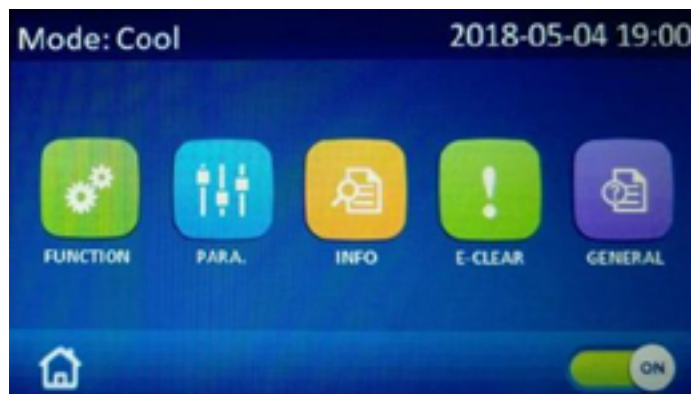 Mode: Cool 2018-05-04 19:00
FUNCTION PARA. INFO E-CLEAR GENERAL
ON